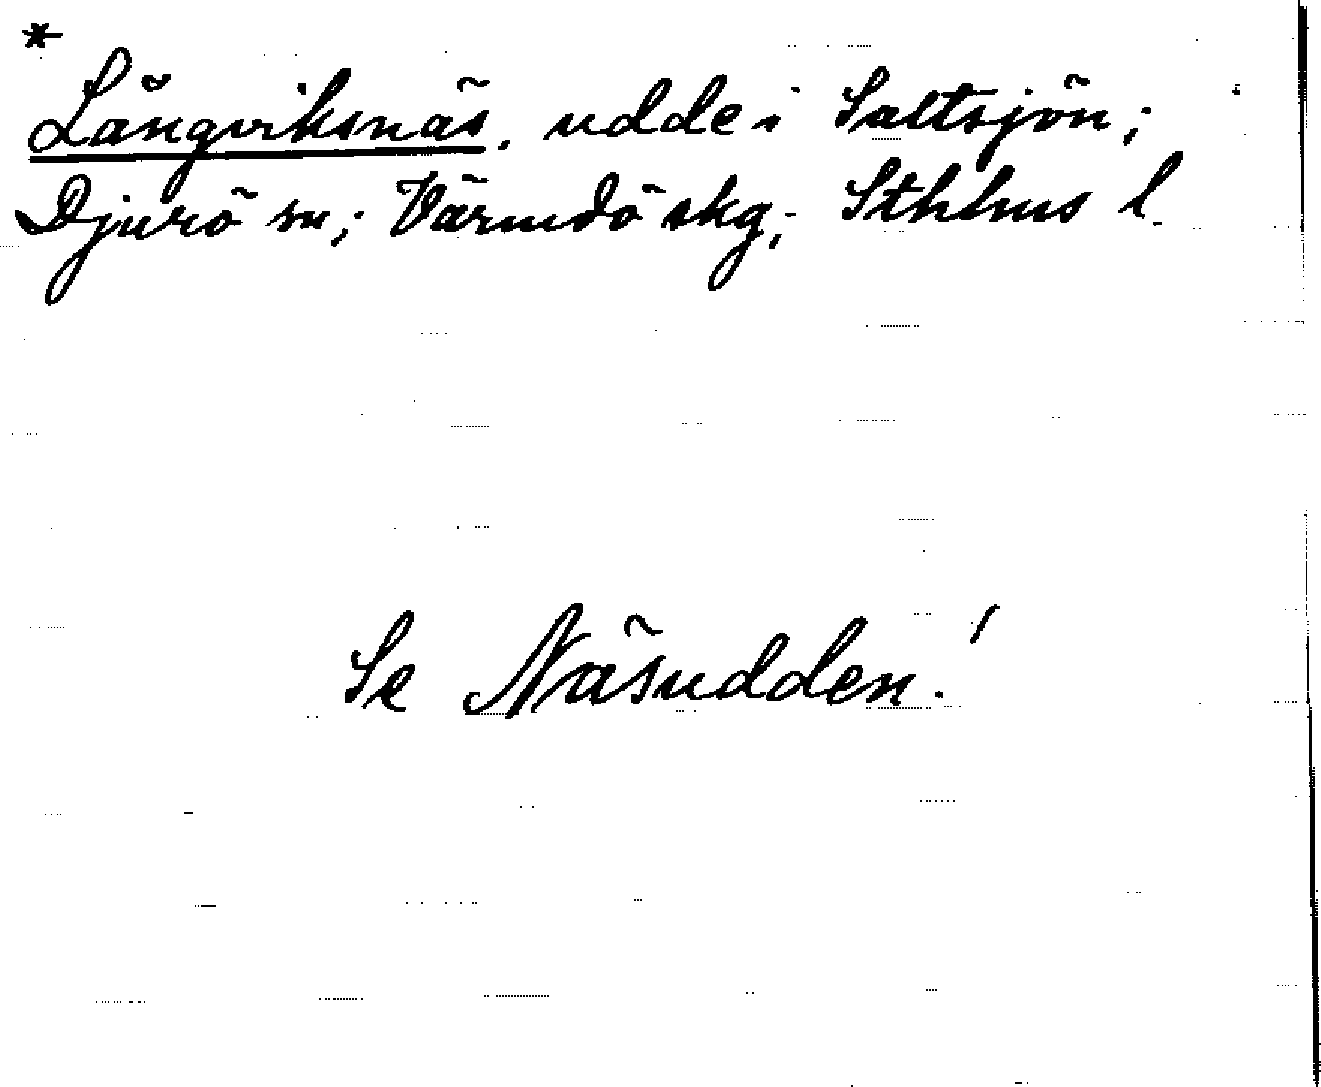 *
Långviksnäs, udde i Saltsjön;
Djurö sn; Värmdö skg; Sthlms l.
Se Näsudden!